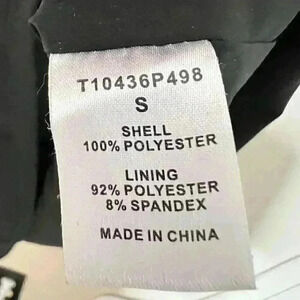 T10436P498
S
SHELL
100% POLYESTER
LINING
92% POLYESTER
8% SPANDEX
MADE IN CHINA